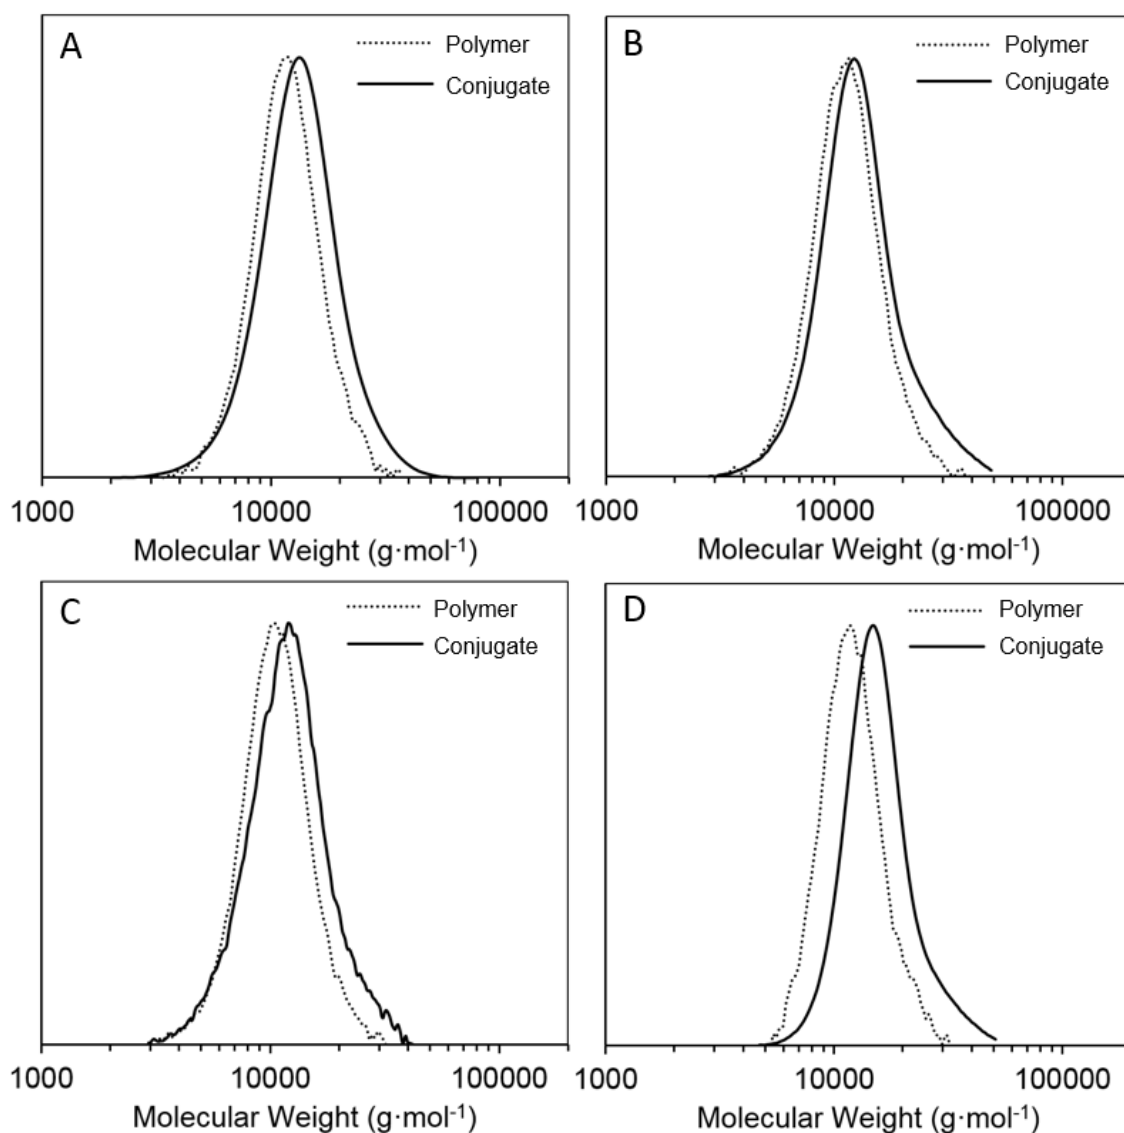 A
Polymer
Conjugate
1000 10000 100000
Molecular Weight (g·mol⁻¹)
B
Polymer
Conjugate
1000 10000 100000
Molecular Weight (g·mol⁻¹)
C
Polymer
Conjugate
1000 10000 100000
Molecular Weight (g·mol⁻¹)
D
Polymer
Conjugate
1000 10000 100000
Molecular Weight (g·mol⁻¹)